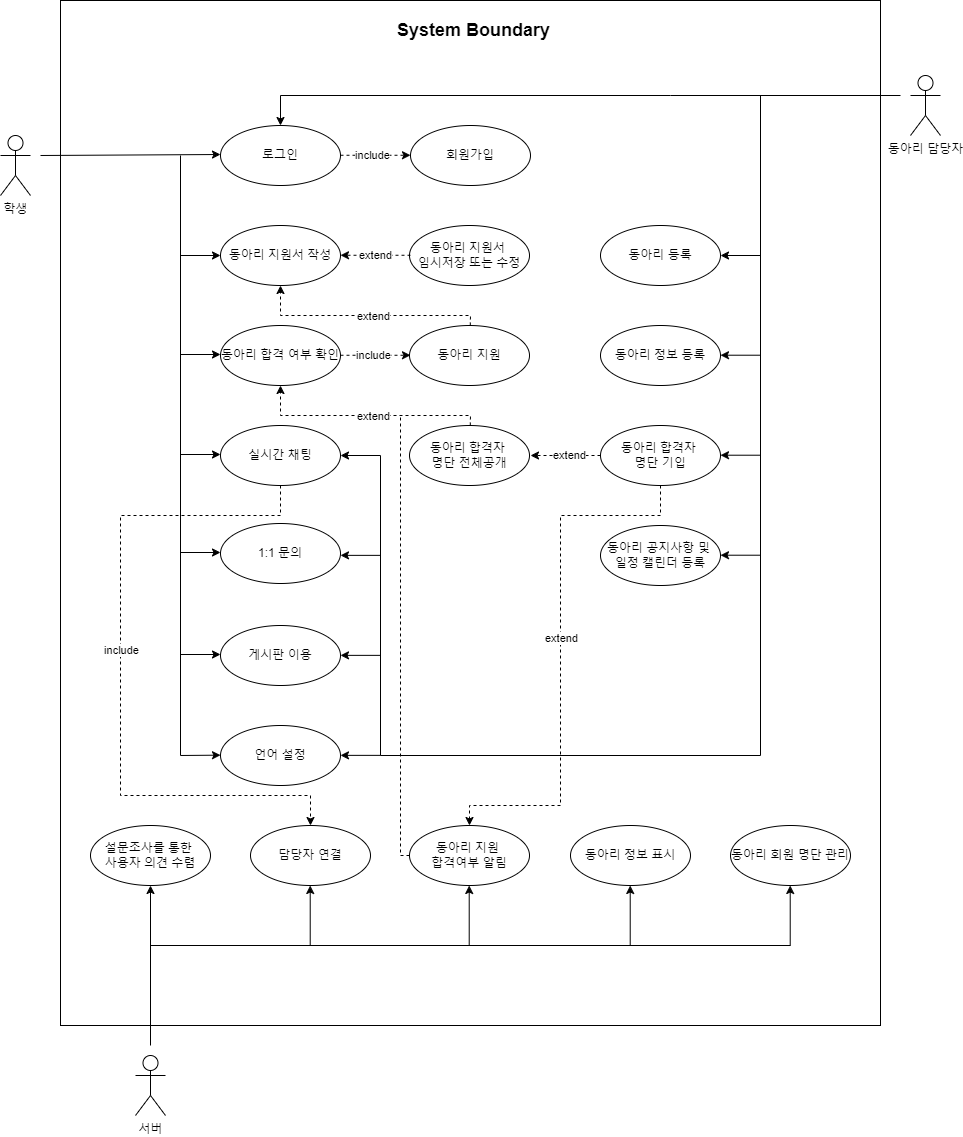 System Boundary
동아리 담당자
학생
로그인
include
회원가입
동아리 지원서 작성
extend
동아리 지원서
임시저장 또는 수정
동아리 등록
extend
동아리 합격 여부 확인
include
동아리 지원
동아리 정보 등록
extend
실시간 채팅
동아리 합격자
명단 전체공개
extend
동아리 합격자
명단 기입
1:1 문의
동아리 공지사항 및
일정 캘린더 등록
extend
include
게시판 이용
언어 설정
설문조사를 통한
사용자 의견 수렴
담당자 연결
동아리 지원
합격여부 알림
동아리 정보 표시
동아리 회원 명단 관리
서버